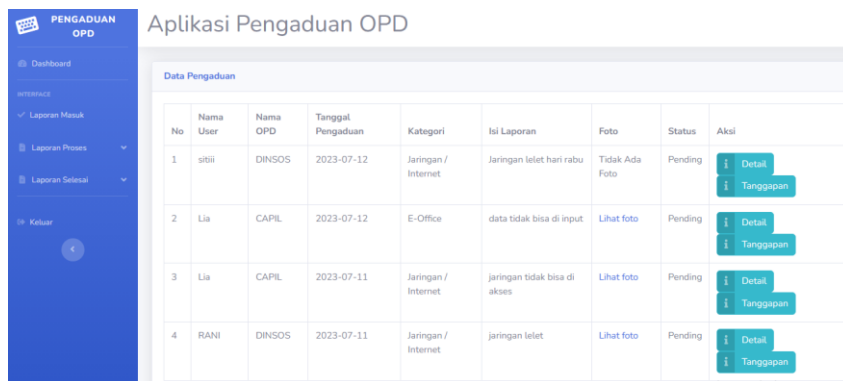 PENGADUAN
OPD
Dashboard
INTERFACE
Laporan Masuk
Laporan Proses
Laporan Selesai
Keluar
Aplikasi Pengaduan OPD
Data Pengaduan
No Nama User Nama OPD Tanggal Pengaduan Kategori Isi Laporan Foto Status Aksi
1 sitiii DINSOS 2023-07-12 Jaringan / Internet Jaringan lelet hari rabu Tidak Ada Foto Pending i Detail i Tanggapan
2 Lia CAPIL 2023-07-12 E-Office data tidak bisa di input Lihat foto Pending i Detail i Tanggapan
3 Lia CAPIL 2023-07-11 Jaringan / Internet jaringan tidak bisa di akses Lihat foto Pending i Detail i Tanggapan
4 RANI DINSOS 2023-07-11 Jaringan / Internet jaringan lelet Lihat foto Pending i Detail i Tanggapan